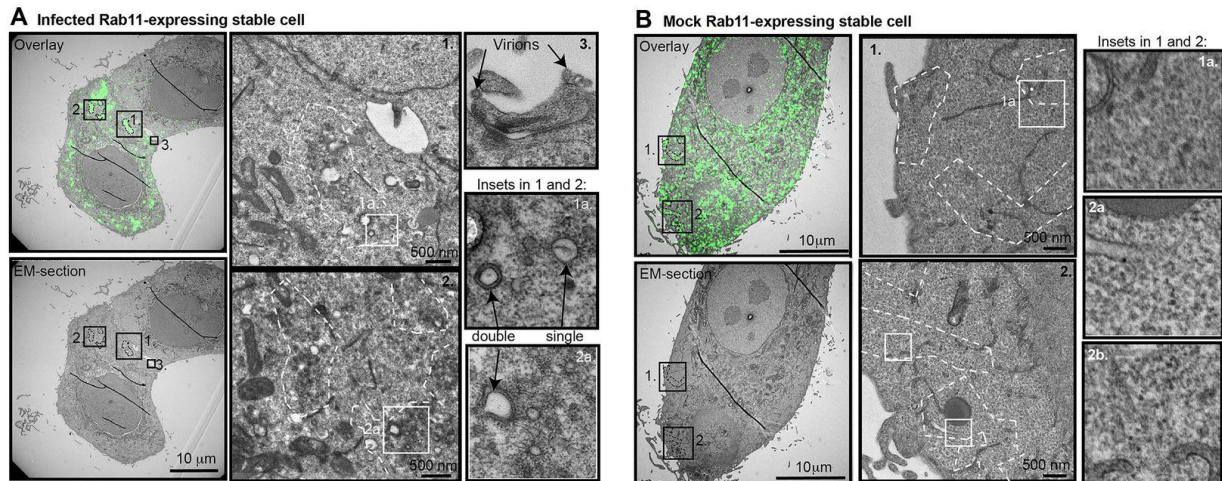 A Infected Rab11-expressing stable cell
Overlay
2.
1.
3.
1.
1a.
500 nm
Virions
3.
Insets in 1 and 2:
1a.
double
single
2a.
EM-section
2.
1.
3.
10 μm
2.
2a.
500 nm
B Mock Rab11-expressing stable cell
Overlay
1.
2.
10μm
1.
1a
500 nm
Insets in 1 and 2:
1a.
2a
2b.
EM-section
1.
2.
10μm
2.
500 nm